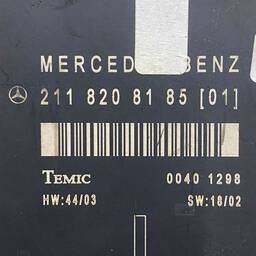 MERCED BENZ
211 820 81 85 [01]
TEMIC 0040 1298
HW:44/03 SW:18/02